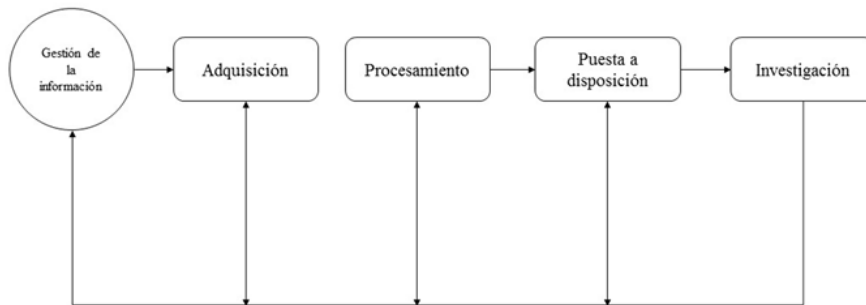 Gestión de
la
información
Adquisición
Procesamiento
Puesta a
disposición
Investigación